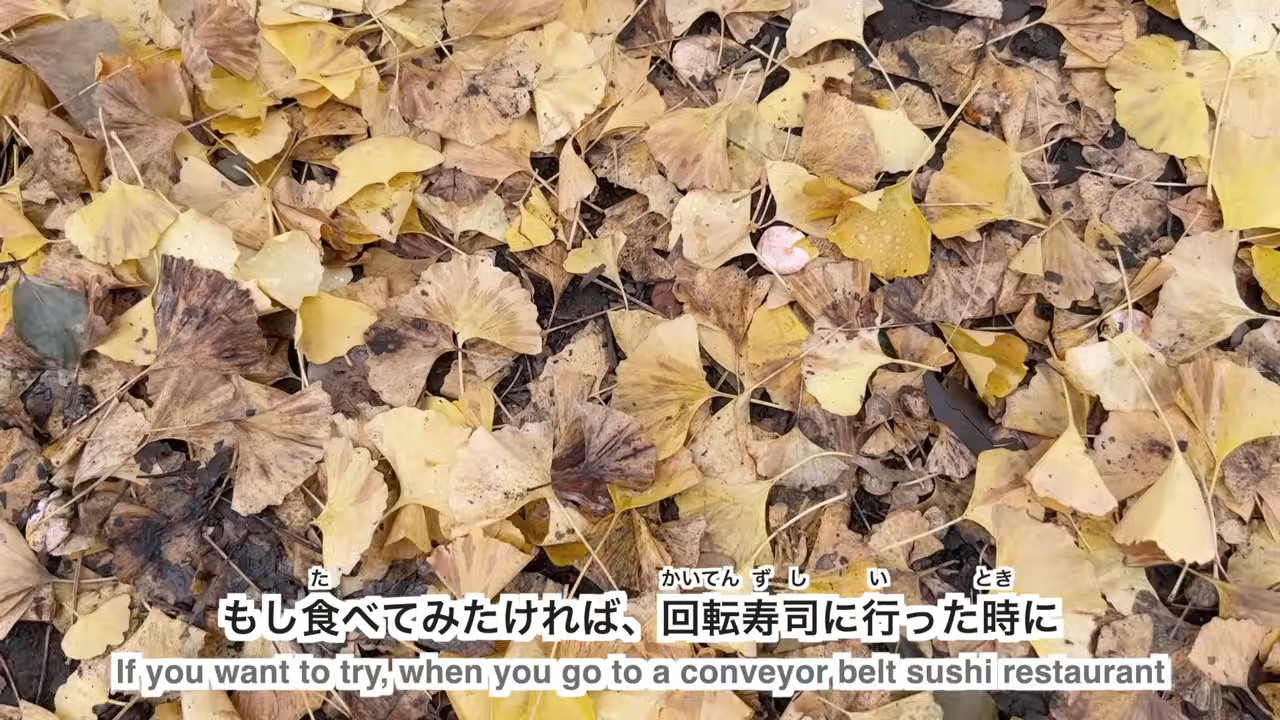 た かいてん ず し い とき
もし食べてみたければ、回転寿司に行った時に
If you want to try, when you go to a conveyor belt sushi restaurant